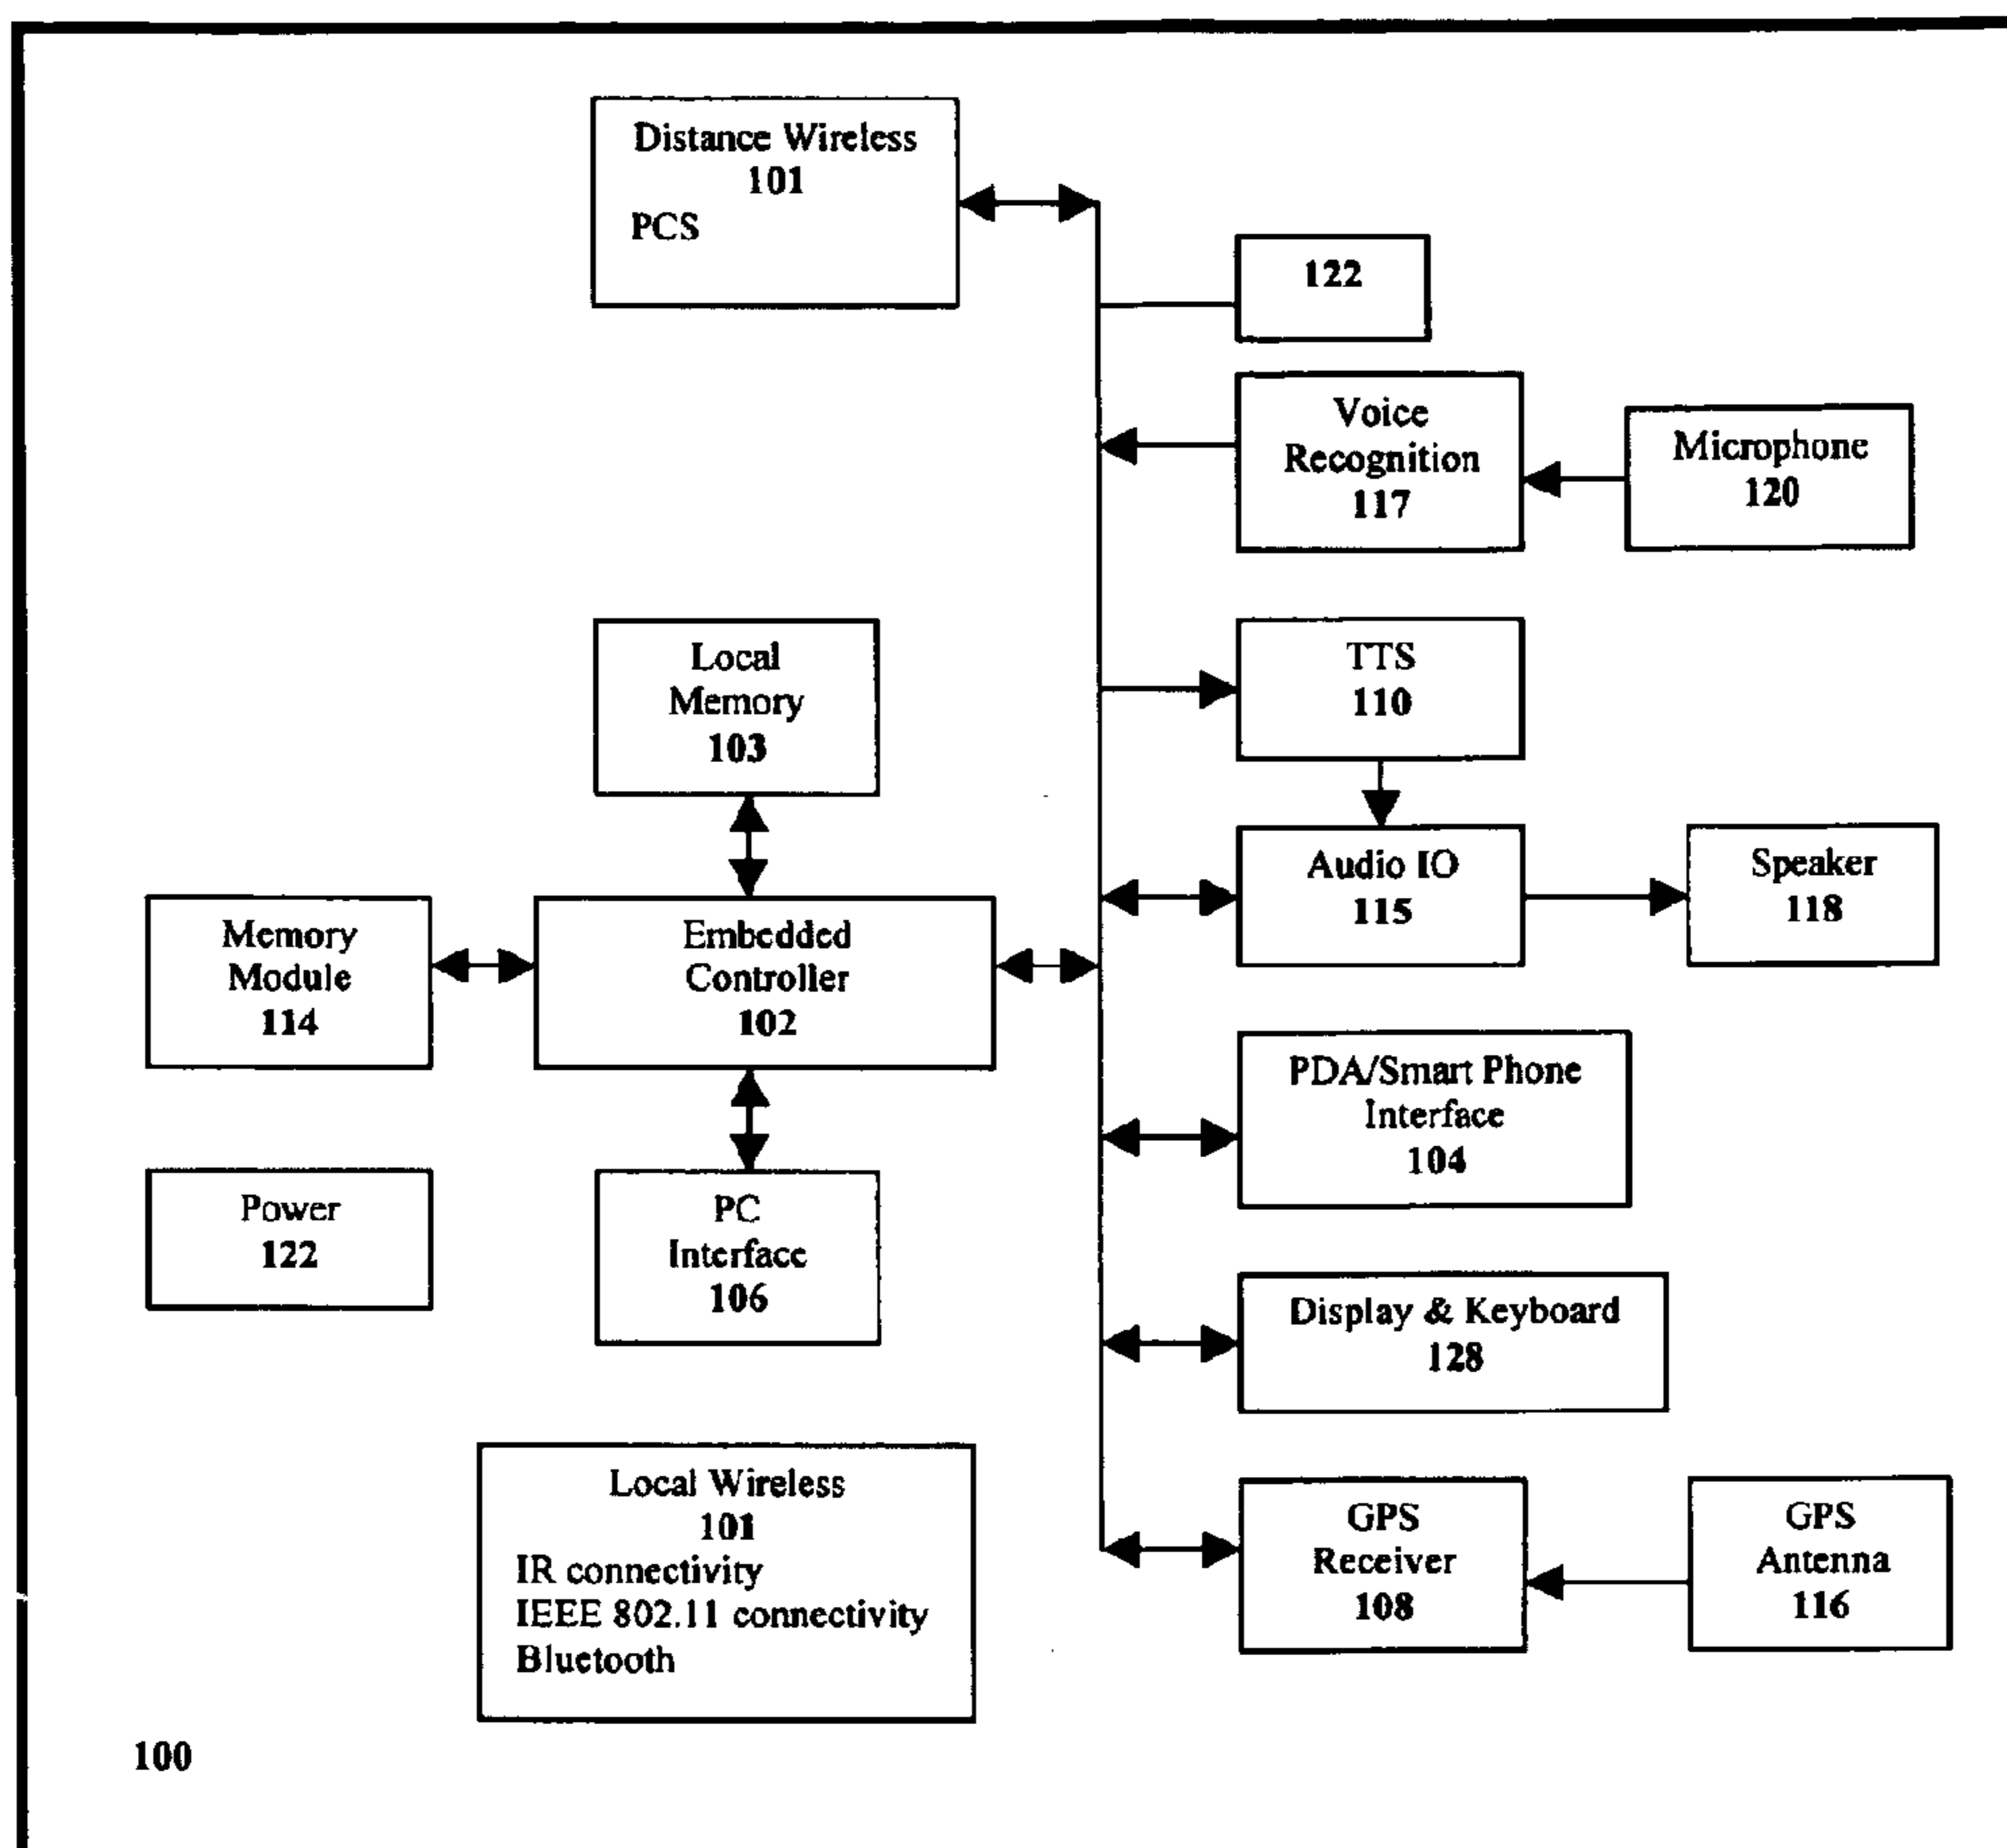 Distance Wireless
101
PCS
122
Voice
Recognition
117
Microphone
120
Local
Memory
103
TTS
110
Audio IO
115
Speaker
118
Memory
Module
114
Embedded
Controller
102
PDA/Smart Phone
Interface
104
Power
122
PC
Interface
106
Display & Keyboard
128
Local Wireless
101
IR connectivity
IEEE 802.11 connectivity
Bluetooth
GPS
Receiver
108
GPS
Antenna
116
100